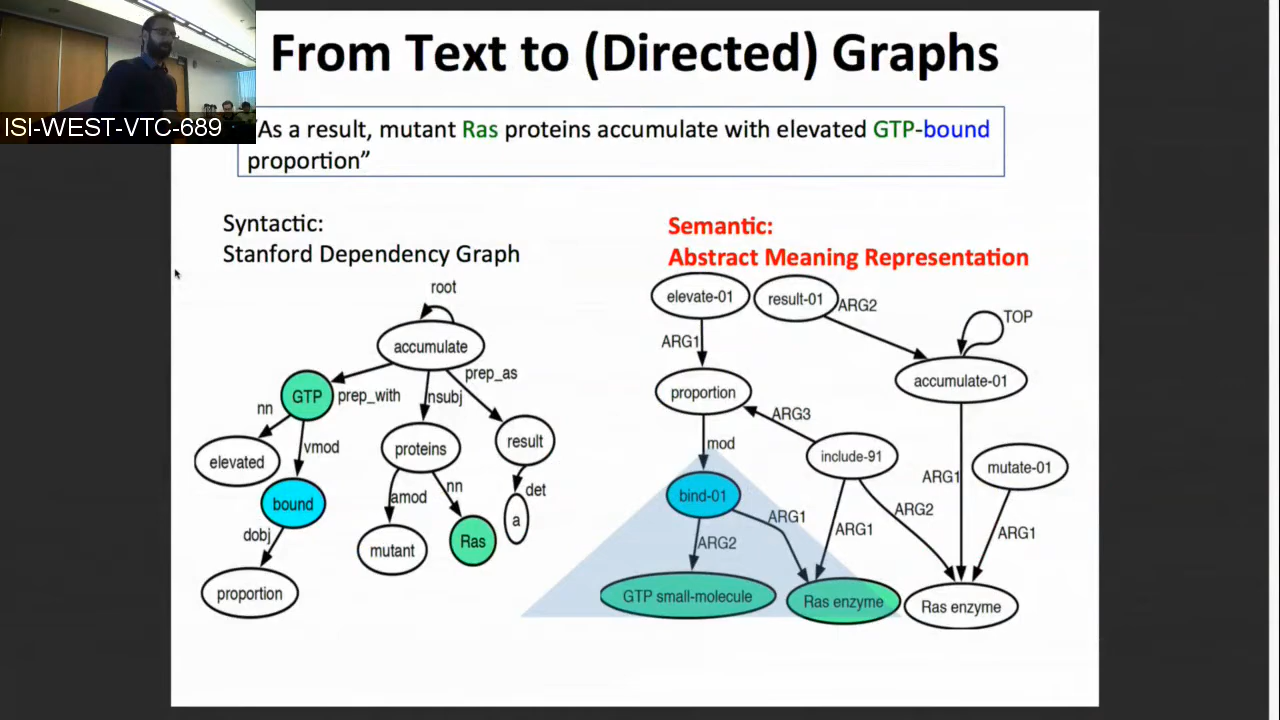 From Text to (Directed) Graphs
ISI-WEST-VTC-689
"As a result, mutant Ras proteins accumulate with elevated GTP-bound
proportion”
Syntactic:
Stanford Dependency Graph
root
accumulate
prep_with
nsubj
prep_as
GTP
nn
vmod
elevated
bound
dobj
proportion
proteins
amod
nn
mutant
Ras
result
det
a
Semantic:
Abstract Meaning Representation
elevate-01
result-01
ARG2
TOP
ARG1
proportion
accumulate-01
ARG3
mod
include-91
mutate-01
bind-01
ARG1
ARG2
ARG1
ARG1
ARG2
ARG1
GTP small-molecule
Ras enzyme
Ras enzyme